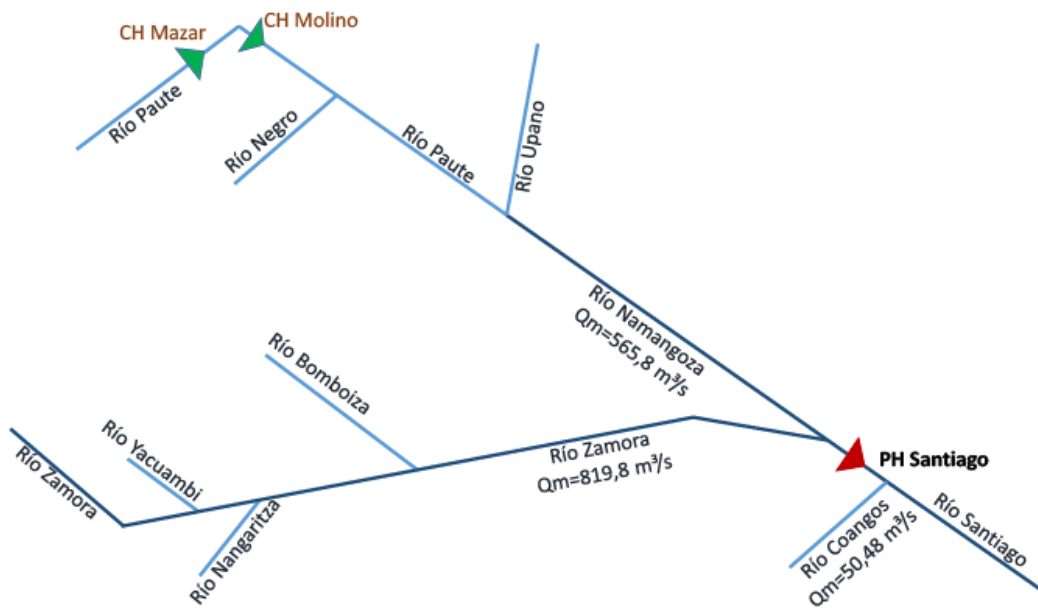 CH Mazar
CH Molino
Río Paute
Río Negro
Río Paute
Río Upano
Río Namangoza
Qm=565,8 m³/s
Río Bomboiza
Río Yacuambi
Río Zamora
Río Nangaritza
Río Zamora
Qm=819,8 m³/s
PH Santiago
Río Coangos
Qm=50,48 m³/s
Río Santiago